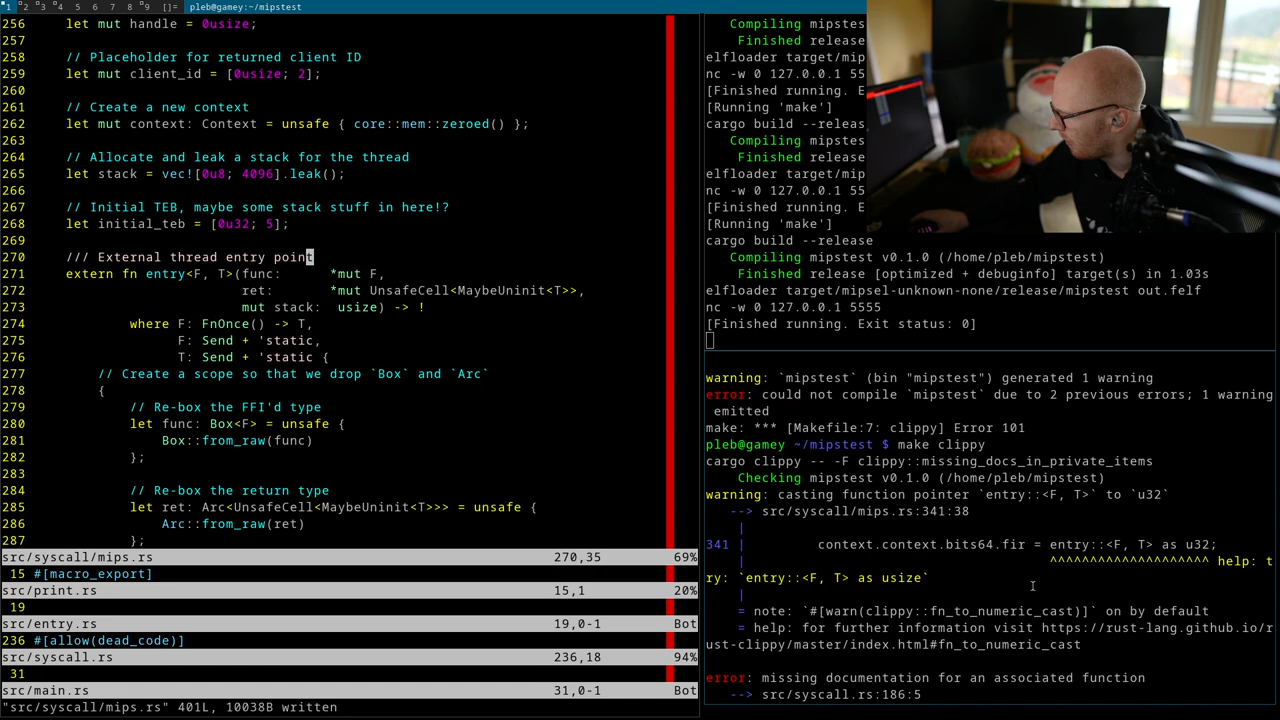 1 2 3 4 5 6 7 8 9 []= pleb@gamey:~/mipstest
256     let mut handle = 0usize;
257
258     // Placeholder for returned client ID
259     let mut client_id = [0usize; 2];
260
261     // Create a new context
262     let mut context: Context = unsafe { core::mem::zeroed() };
263
264     // Allocate and leak a stack for the thread
265     let stack = vec![0u8; 4096].leak();
266
267     // Initial TEB, maybe some stack stuff in here!?
268     let initial_teb = [0u32; 5];
269
270     /// External thread entry point
271     extern fn entry<F, T>(func:      *mut F,
272                           ret:       *mut UnsafeCell<MaybeUninit<T>>,
273                           mut stack:  usize) -> !
274             where F: FnOnce() -> T,
275                   F: Send + 'static,
276                   T: Send + 'static {
277         // Create a scope so that we drop `Box` and `Arc`
278         {
279             // Re-box the FFI'd type
280             let func: Box<F> = unsafe {
281                 Box::from_raw(func)
282             };
283
284             // Re-box the return type
285             let ret: Arc<UnsafeCell<MaybeUninit<T>>> = unsafe {
286                 Arc::from_raw(ret)
287             };
src/syscall/mips.rs 270,35 69%
15 #[macro_export]
src/print.rs 15,1 20%
19
src/entry.rs 19,0-1 Bot
236 #[allow(dead_code)]
src/syscall.rs 236,18 94%
31
src/main.rs 31,0-1 Bot
"src/syscall/mips.rs" 401L, 10038B written
Compiling mipstest
Finished release
elfloader target/mip
nc -w 0 127.0.0.1 55
[Finished running. E
[Running 'make']
cargo build --releas
Compiling mipstes
Finished release
elfloader target/mip
nc -w 0 127.0.0.1 55
[Finished running. E
[Running 'make']
cargo build --release
Compiling mipstest v0.1.0 (/home/pleb/mipstest)
Finished release [optimized + debuginfo] target(s) in 1.03s
elfloader target/mipsel-unknown-none/release/mipstest out.felf
nc -w 0 127.0.0.1 5555
[Finished running. Exit status: 0]
warning: `mipstest` (bin "mipstest") generated 1 warning
error: could not compile `mipstest` due to 2 previous errors; 1 warning
emitted
make: *** [Makefile:7: clippy] Error 101
pleb@gamey ~/mipstest $ make clippy
cargo clippy -- -F clippy::missing_docs_in_private_items
Checking mipstest v0.1.0 (/home/pleb/mipstest)
warning: casting function pointer `entry::<F, T>` to `u32`
--> src/syscall/mips.rs:341:38
|
341 |         context.context.bits64.fir = entry::<F, T> as u32;
|                                      ^^^^^^^^^^^^^^^^^^^^ help: t
ry: `entry::<F, T> as usize`
|
= note: `#[warn(clippy::fn_to_numeric_cast)]` on by default
= help: for further information visit https://rust-lang.github.io/r
ust-clippy/master/index.html#fn_to_numeric_cast
error: missing documentation for an associated function
--> src/syscall.rs:186:5